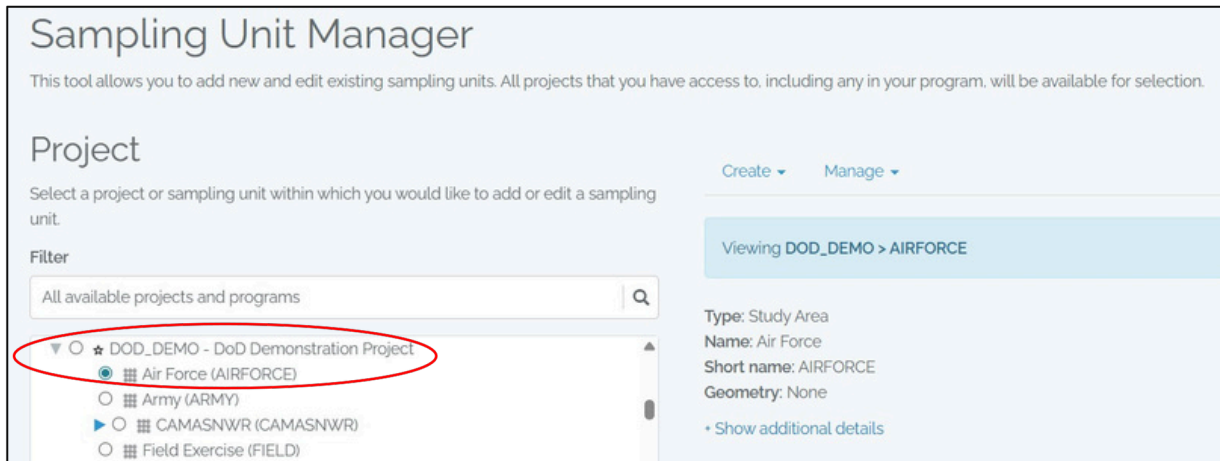 Sampling Unit Manager
This tool allows you to add new and edit existing sampling units. All projects that you have access to, including any in your program, will be available for selection.
Project
Select a project or sampling unit within which you would like to add or edit a sampling
unit.
Filter
All available projects and programs
DOD_DEMO - DoD Demonstration Project
Air Force (AIRFORCE)
Army (ARMY)
CAMASNWR (CAMASNWR)
Field Exercise (FIELD)
Create Manage
Viewing DOD_DEMO > AIRFORCE
Type: Study Area
Name: Air Force
Short name: AIRFORCE
Geometry: None
+ Show additional details